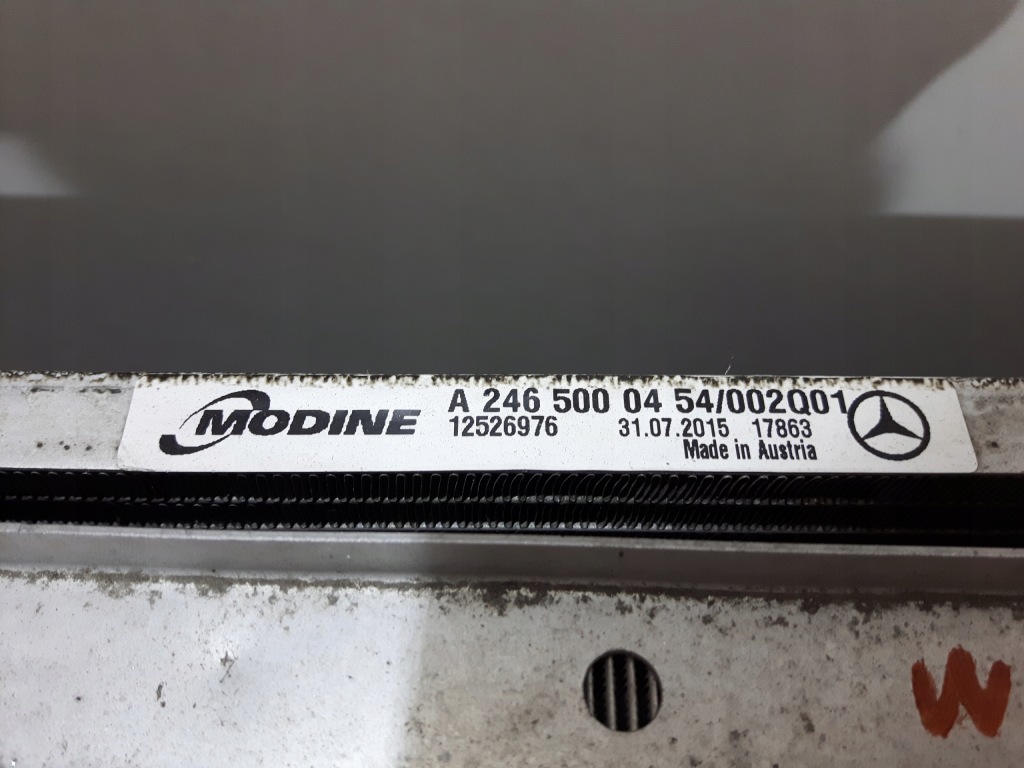 MODINE A 246 500 04 54/002Q01
12526976 31.07.2015 17863
Made in Austria
W